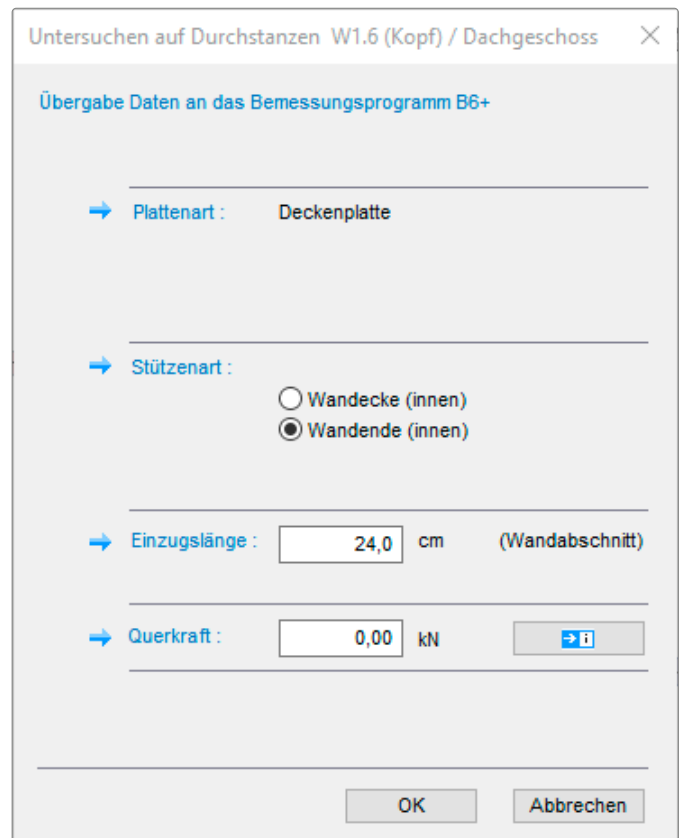 Untersuchen auf Durchstanzen W1.6 (Kopf) / Dachgeschoss
Übergabe Daten an das Bemessungsprogramm B6+
Plattenart : Deckenplatte
Stützenart :
Wandecke (innen)
Wandende (innen)
Einzugslänge : 24,0 cm (Wandabschnitt)
Querkraft : 0,00 kN i
OK Abbrechen